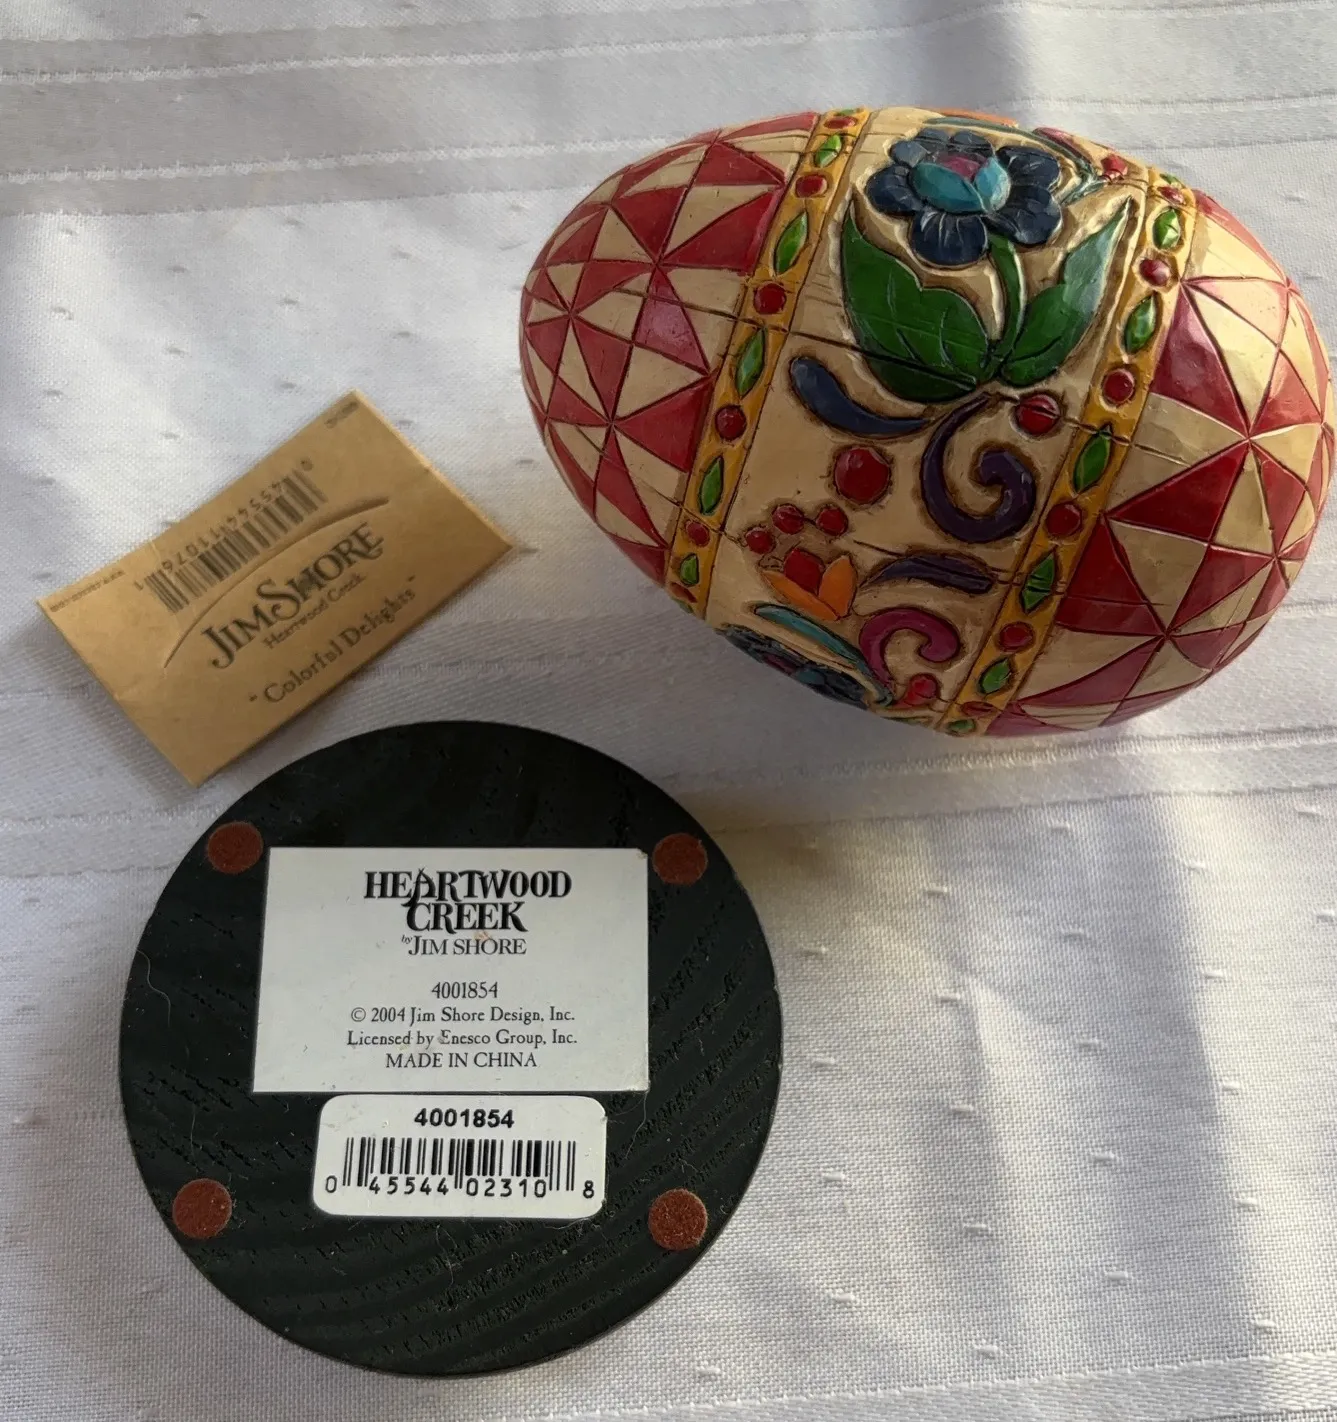 JIM SHORE
Heartwood Creek
"Colorful Delights"
HEARTWOOD
CREEK
by JIM SHORE
4001854
© 2004 Jim Shore Design, Inc.
Licensed by Enesco Group, Inc.
MADE IN CHINA
4001854
0 45544 02310 8